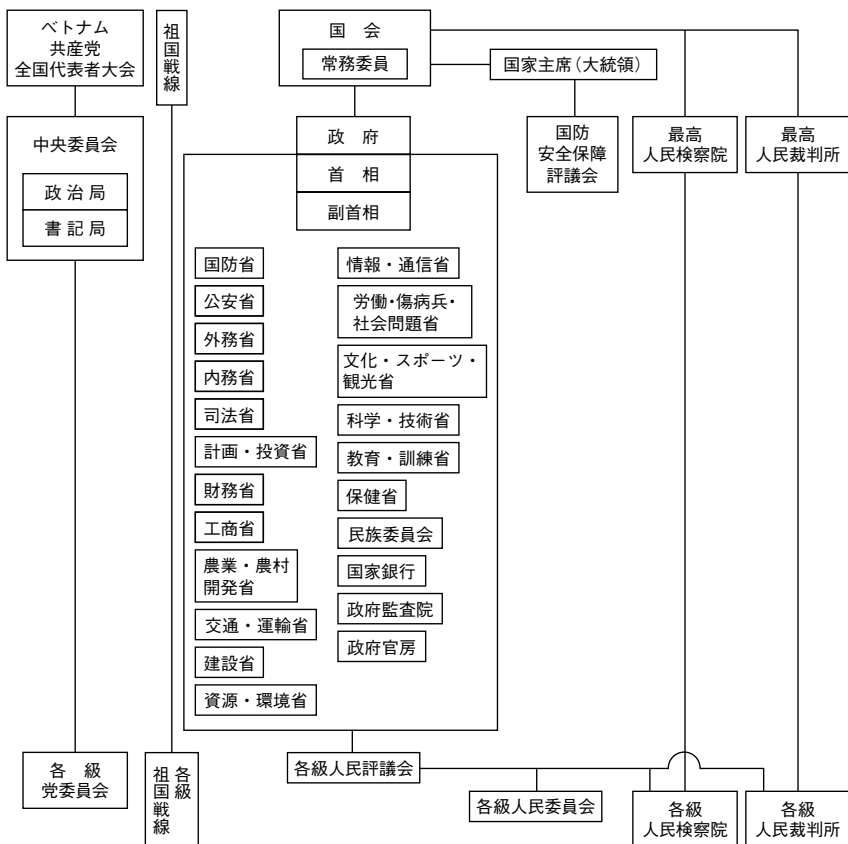 ベトナム
共産党
全国代表者大会
祖国戦線
国　会
常務委員
国家主席（大統領）
中央委員会
政 治 局
書 記 局
政　府
首　相
副首相
国防
安全保障
評議会
最高
人民検察院
最高
人民裁判所
国防省
公安省
外務省
内務省
司法省
計画・投資省
財務省
工商省
農業・農村
開発省
交通・運輸省
建設省
資源・環境省
情報・通信省
労働・傷病兵・
社会問題省
文化・スポーツ・
観光省
科学・技術省
教育・訓練省
保健省
民族委員会
国家銀行
政府監査院
政府官房
各　級
党委員会
各級
祖国戦線
各級人民評議会
各級人民委員会
各級
人民検察院
各級
人民裁判所